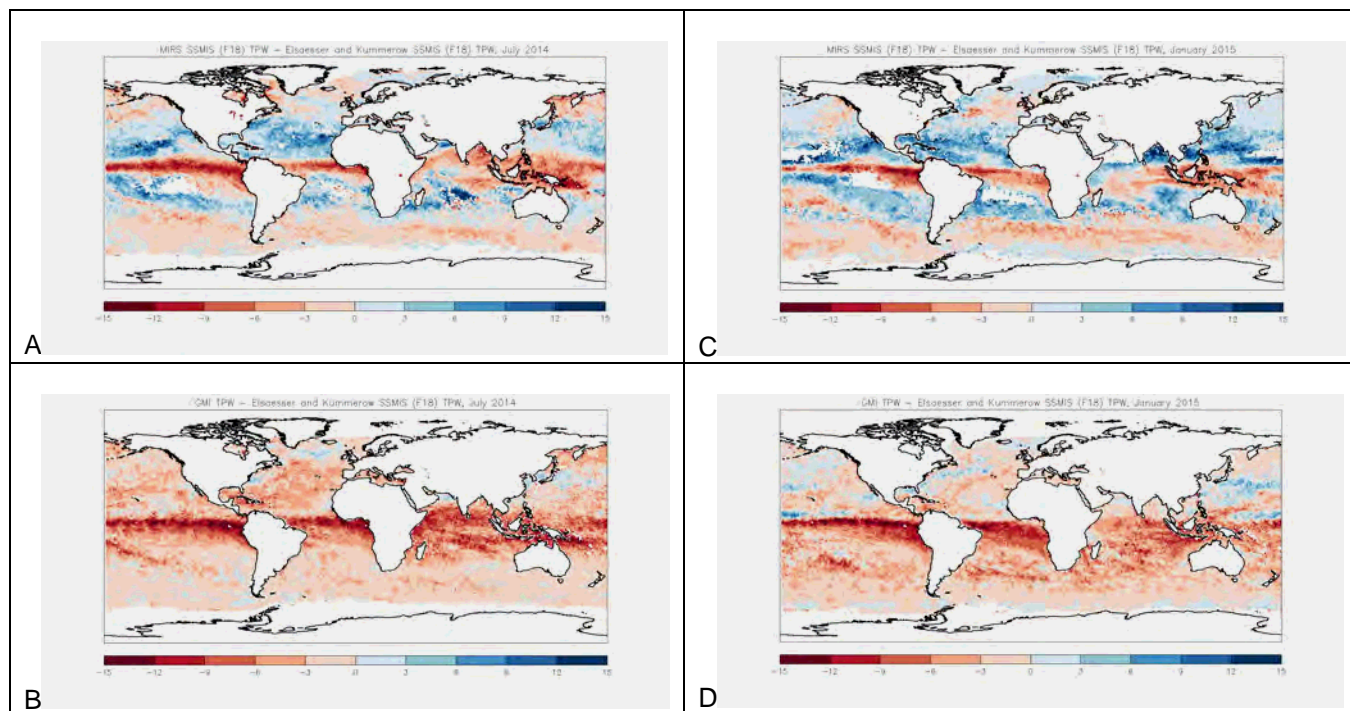 MIRS SSMIS (F18) TPW – Elsaesser and Kummerow SSMIS (F18) TPW, July 2014
-15 -12 -9 -6 -3 0 3 6 9 12 15
A
MIRS SSMIS (F18) TPW – Elsaesser and Kummerow SSMIS (F18) TPW, January 2015
-15 -12 -9 -6 -3 0 3 6 9 12 15
C
GMI TPW – Elsaesser and Kummerow SSMIS (F18) TPW, July 2014
-15 -12 -9 -6 -3 0 3 6 9 12 15
B
GMI TPW – Elsaesser and Kummerow SSMIS (F18) TPW, January 2015
-15 -12 -9 -6 -3 0 3 6 9 12 15
D